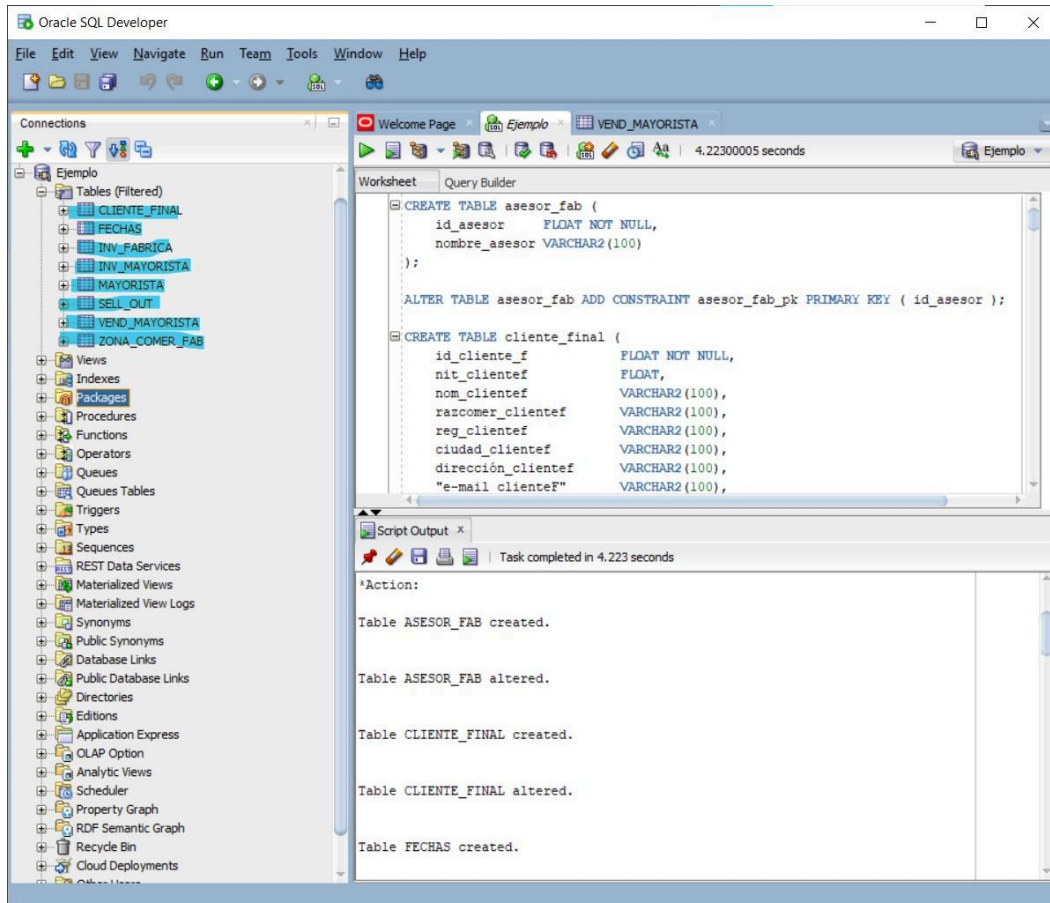 Oracle SQL Developer
File Edit View Navigate Run Team Tools Window Help
Connections
Ejemplo
Tables (Filtered)
CLIENTE_FINAL
FECHAS
INV_FABRICA
INV_MAYORISTA
MAYORISTA
SELL_OUT
VEND_MAYORISTA
ZONA_COMER_FAB
Views
Indexes
Packages
Procedures
Functions
Operators
Queues
Queues Tables
Triggers
Types
Sequences
REST Data Services
Materialized Views
Materialized View Logs
Synonyms
Public Synonyms
Database Links
Public Database Links
Directories
Editions
Application Express
OLAP Option
Analytic Views
Scheduler
Property Graph
RDF Semantic Graph
Recycle Bin
Cloud Deployments
Welcome Page Ejemplo VEND_MAYORISTA
4.22300005 seconds Ejemplo
Worksheet Query Builder
CREATE TABLE asesor_fab (
id_asesor FLOAT NOT NULL,
nombre_asesor VARCHAR2(100)
);
ALTER TABLE asesor_fab ADD CONSTRAINT asesor_fab_pk PRIMARY KEY ( id_asesor );
CREATE TABLE cliente_final (
id_cliente_f FLOAT NOT NULL,
nit_clientef FLOAT,
nom_clientef VARCHAR2(100),
razcomer_clientef VARCHAR2(100),
reg_clientef VARCHAR2(100),
ciudad_clientef VARCHAR2(100),
dirección_clientef VARCHAR2(100),
"e-mail clienteF" VARCHAR2(100),
Script Output x
Task completed in 4.223 seconds
*Action:
Table ASESOR_FAB created.
Table ASESOR_FAB altered.
Table CLIENTE_FINAL created.
Table CLIENTE_FINAL altered.
Table FECHAS created.